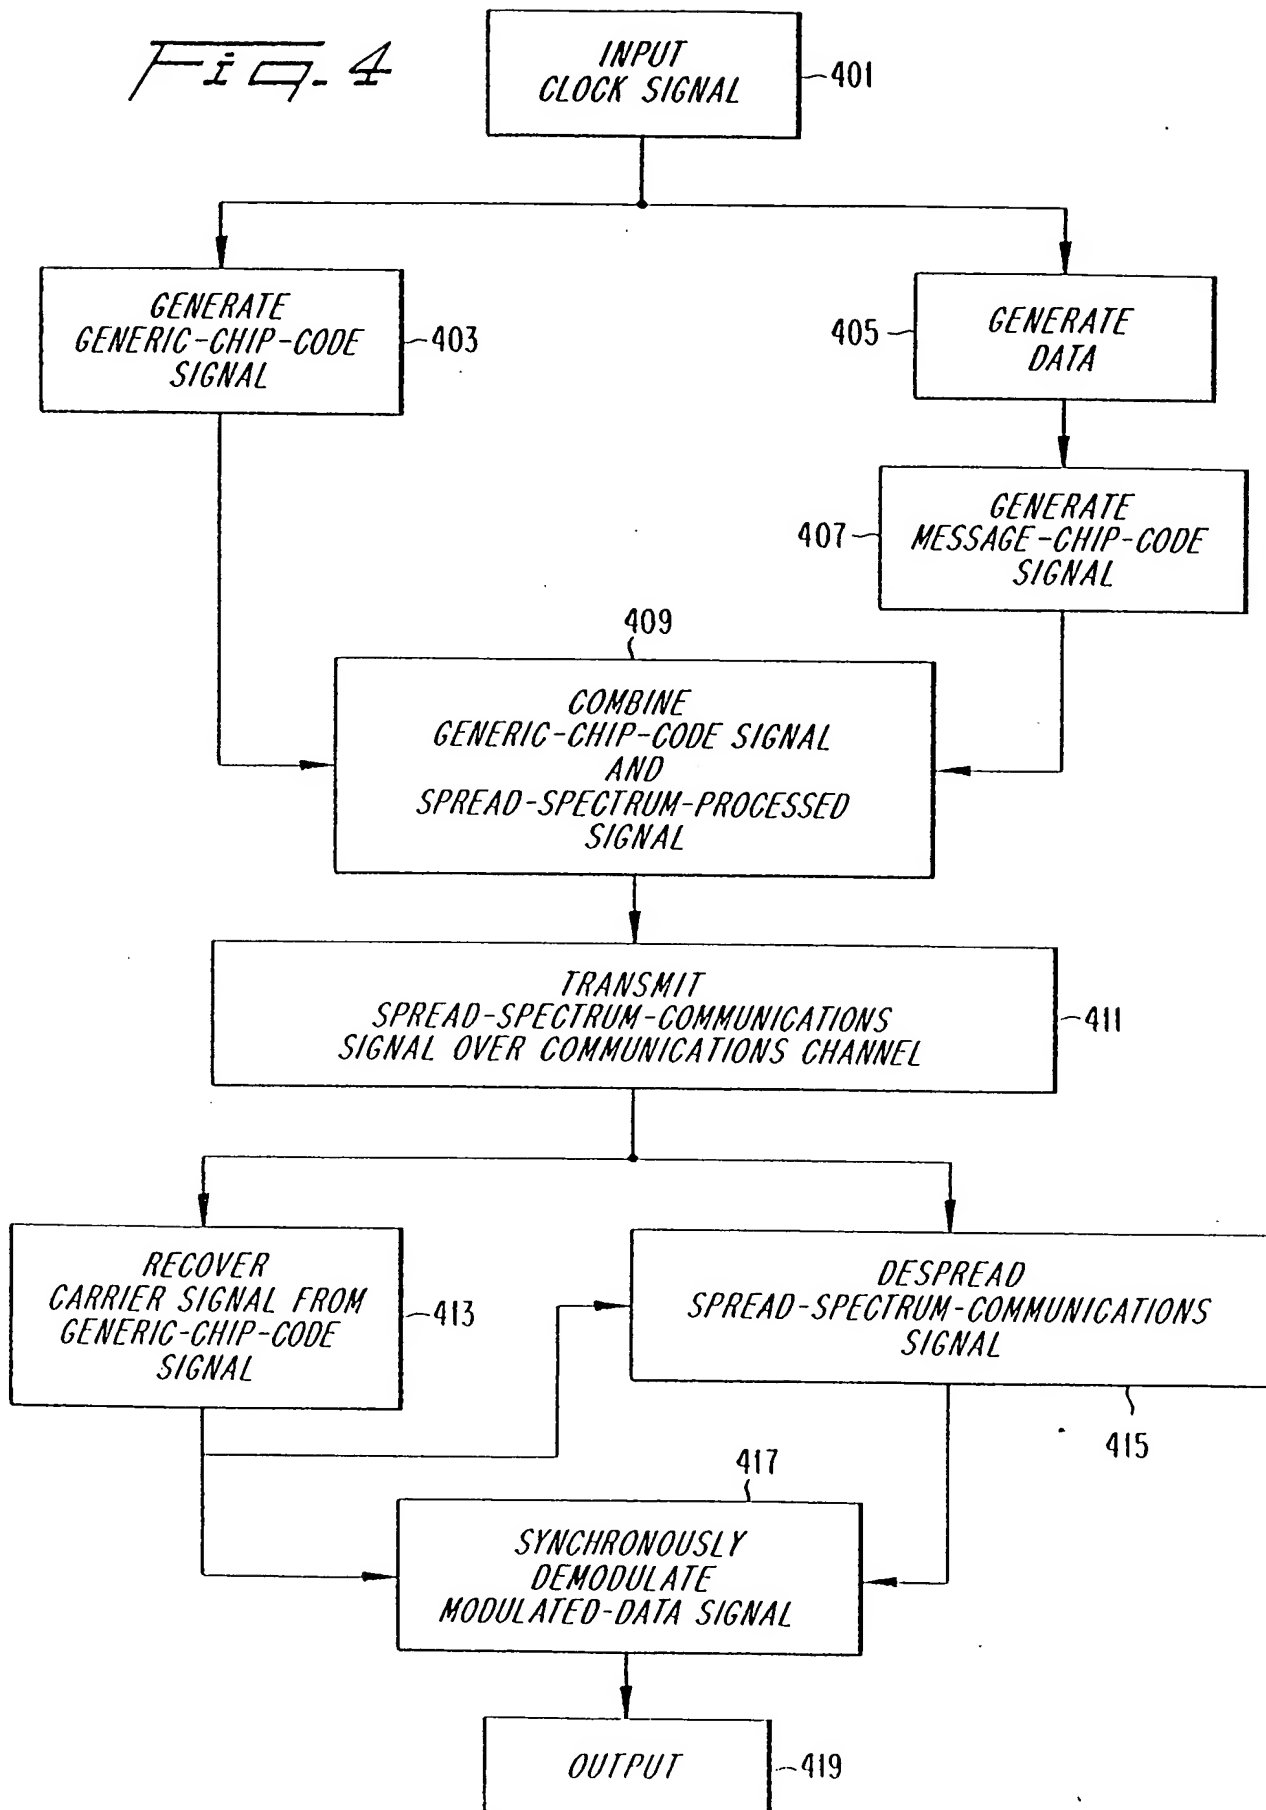 Fig. 4
INPUT
CLOCK SIGNAL
401
GENERATE
GENERIC-CHIP-CODE
SIGNAL
403
405
GENERATE
DATA
407
GENERATE
MESSAGE-CHIP-CODE
SIGNAL
409
COMBINE
GENERIC-CHIP-CODE SIGNAL
AND
SPREAD-SPECTRUM-PROCESSED
SIGNAL
TRANSMIT
SPREAD-SPECTRUM-COMMUNICATIONS
SIGNAL OVER COMMUNICATIONS CHANNEL
411
RECOVER
CARRIER SIGNAL FROM
GENERIC-CHIP-CODE
SIGNAL
413
DESPREAD
SPREAD-SPECTRUM-COMMUNICATIONS
SIGNAL
415
417
SYNCHRONOUSLY
DEMODULATE
MODULATED-DATA SIGNAL
OUTPUT
419